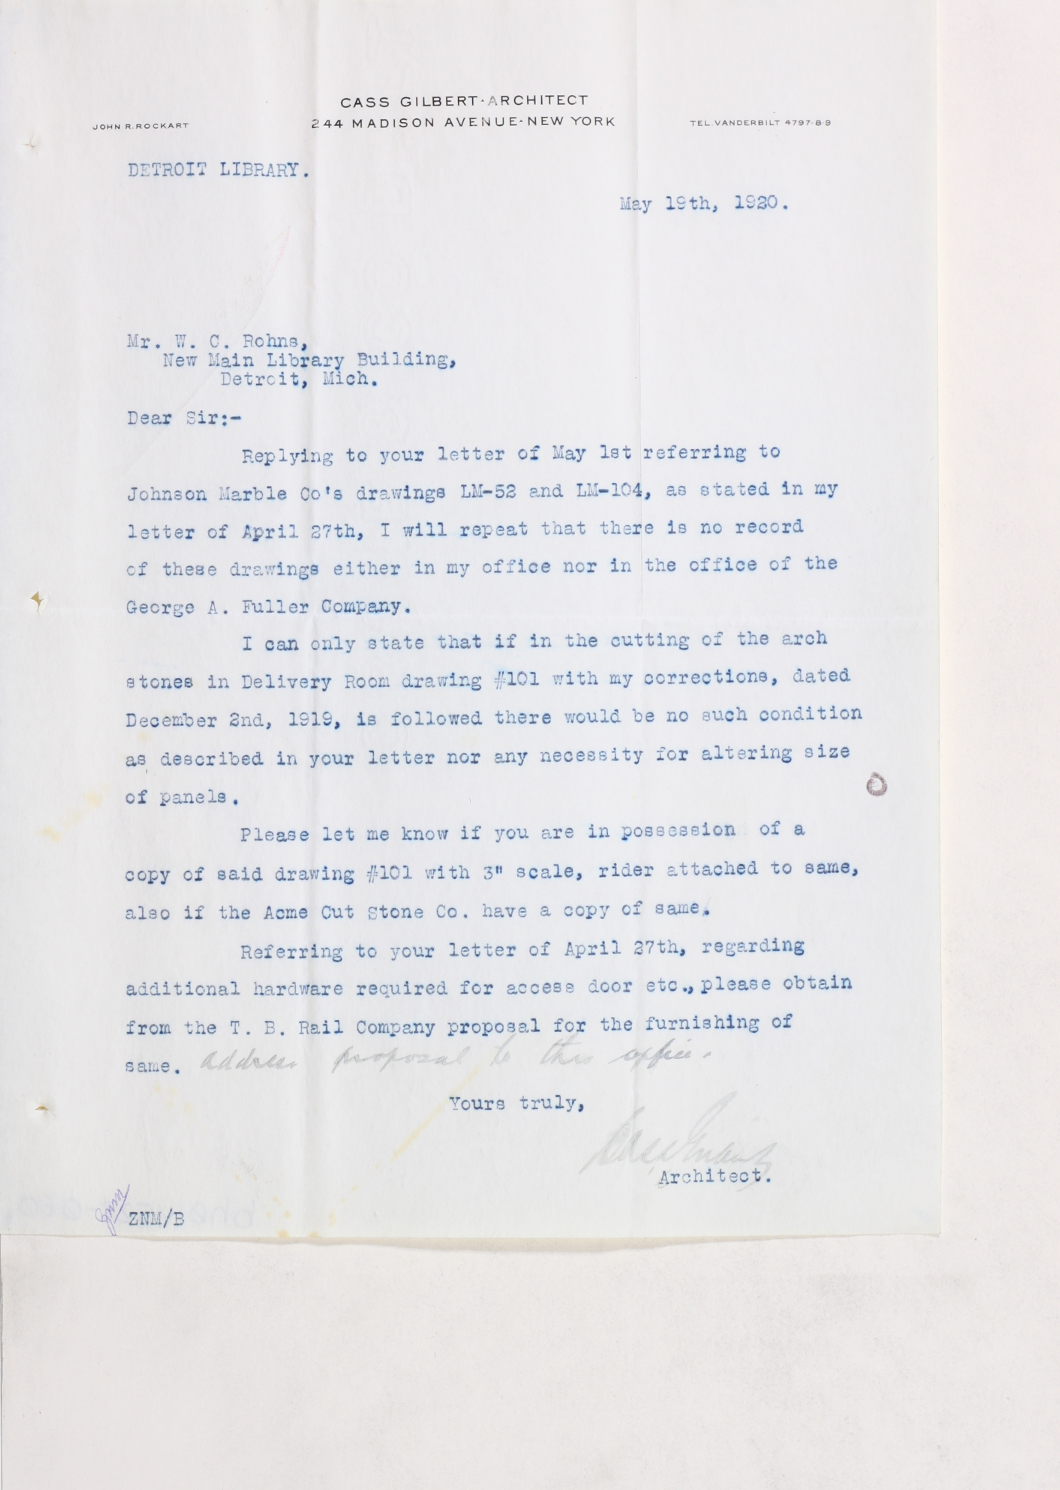 CASS GILBERT·ARCHITECT
JOHN R. ROCKART 244 MADISON AVENUE·NEW YORK TEL. VANDERBILT 4797-8-9
DETROIT LIBRARY.
May 19th, 1920.
Mr. W. C. Rohns,
New Main Library Building,
Detroit, Mich.
Dear Sir:-
Replying to your letter of May 1st referring to
Johnson Marble Co's drawings LM-52 and LM-104, as stated in my
letter of April 27th, I will repeat that there is no record
of these drawings either in my office nor in the office of the
George A. Fuller Company.
I can only state that if in the cutting of the arch
stones in Delivery Room drawing #101 with my corrections, dated
December 2nd, 1919, is followed there would be no such condition
as described in your letter nor any necessity for altering size
of panels.
Please let me know if you are in possession of a
copy of said drawing #101 with 3" scale, rider attached to same,
also if the Acme Cut Stone Co. have a copy of same.
Referring to your letter of April 27th, regarding
additional hardware required for access door etc., please obtain
from the T. B. Rail Company proposal for the furnishing of
same. Address proposal to this office.
Yours truly,
Architect.
ZNM/B